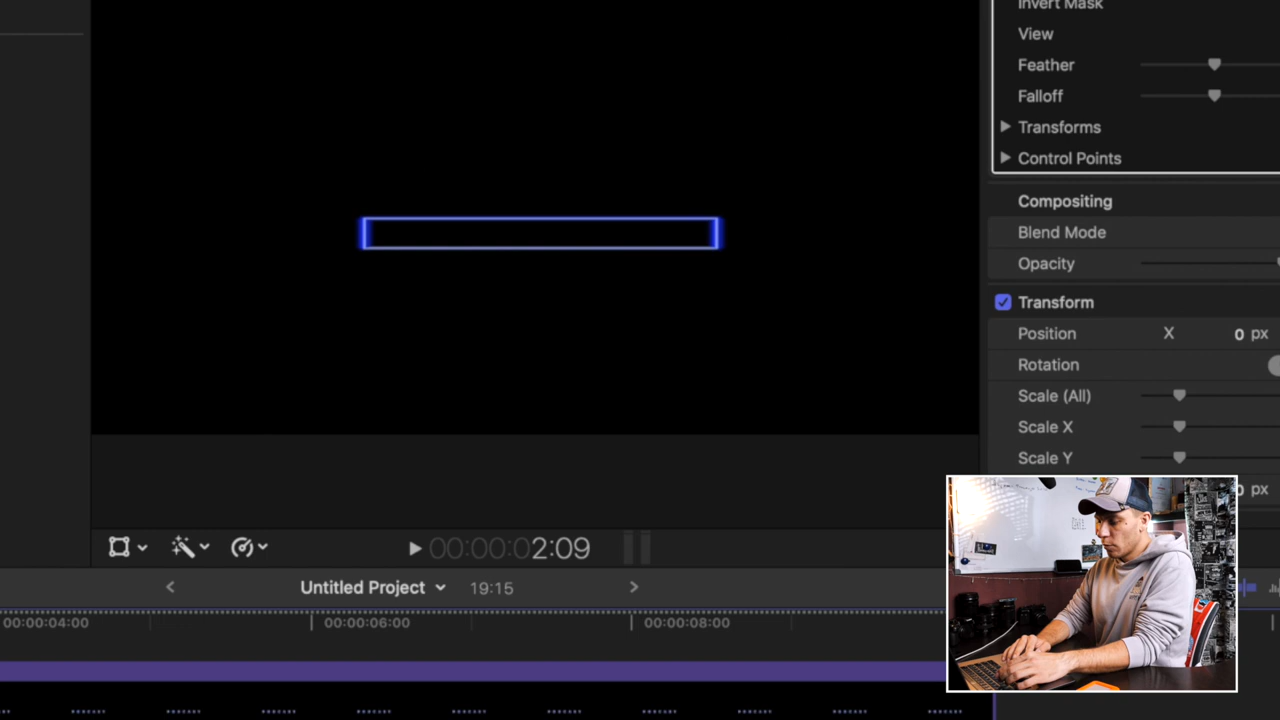 Invert Mask
View
Feather
Falloff
Transforms
Control Points
Compositing
Blend Mode
Opacity
Transform
Position X 0 px
Rotation
Scale (All)
Scale X
Scale Y
px
00:00:02:09
Untitled Project 19:15
00:00:04:00 00:00:06:00 00:00:08:00